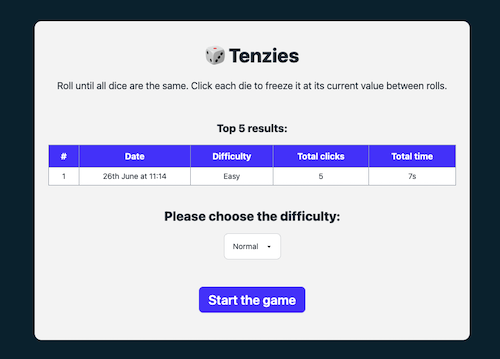 Tenzies
Roll until all dice are the same. Click each die to freeze it at its current value between rolls.
Top 5 results:
# Date Difficulty Total clicks Total time
1 26th June at 11:14 Easy 5 7s
Please choose the difficulty:
Normal
Start the game